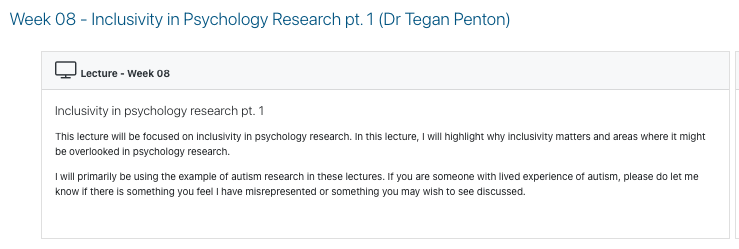 Week 08 - Inclusivity in Psychology Research pt. 1 (Dr Tegan Penton)
Lecture - Week 08
Inclusivity in psychology research pt. 1
This lecture will be focused on inclusivity in psychology research. In this lecture, I will highlight why inclusivity matters and areas where it might
be overlooked in psychology research.
I will primarily be using the example of autism research in these lectures. If you are someone with lived experience of autism, please do let me
know if there is something you feel I have misrepresented or something you may wish to see discussed.